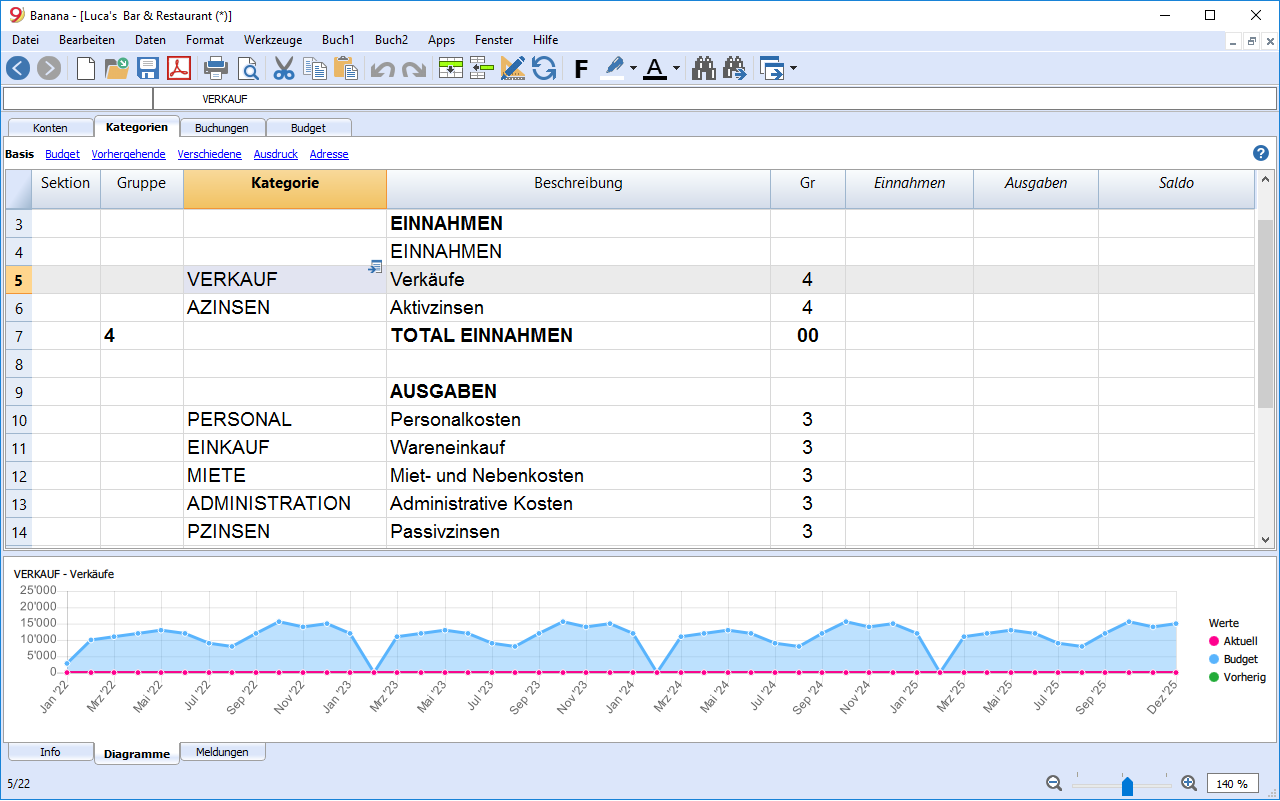 Banana - [Luca's Bar & Restaurant (*)]
Datei Bearbeiten Daten Format Werkzeuge Buch1 Buch2 Apps Fenster Hilfe
F A
VERKAUF
Konten Kategorien Buchungen Budget
Basis Budget Vorhergehende Verschiedene Ausdruck Adresse
Sektion Gruppe Kategorie Beschreibung Gr Einnahmen Ausgaben Saldo
3 EINNAHMEN
4 EINNAHMEN
5 VERKAUF Verkäufe 4
6 AZINSEN Aktivzinsen 4
7 4 TOTAL EINNAHMEN 00
8
9 AUSGABEN
10 PERSONAL Personalkosten 3
11 EINKAUF Wareneinkauf 3
12 MIETE Miet- und Nebenkosten 3
13 ADMINISTRATION Administrative Kosten 3
14 PZINSEN Passivzinsen 3
VERKAUF - Verkäufe
25'000
20'000
15'000
10'000
5'000
0
Jan '22 Mrz '22 Mai '22 Jul '22 Sep '22 Nov '22 Jan '23 Mrz '23 Mai '23 Jul '23 Sep '23 Nov '23 Jan '24 Mrz '24 Mai '24 Jul '24 Sep '24 Nov '24 Jan '25 Mrz '25 Mai '25 Jul '25 Sep '25 Dez '25
Werte
Aktuell
Budget
Vorherig
Info Diagramme Meldungen
5/22 140 %